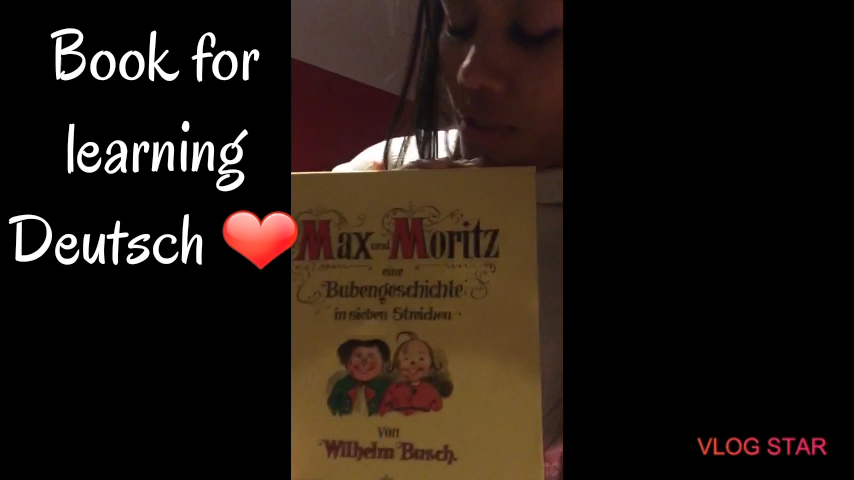 Book for
learning
Deutsch ❤️
Max und Moritz
eine
Bubengeschichte
in sieben Streichen
von
Wilhelm Busch.
VLOG STAR